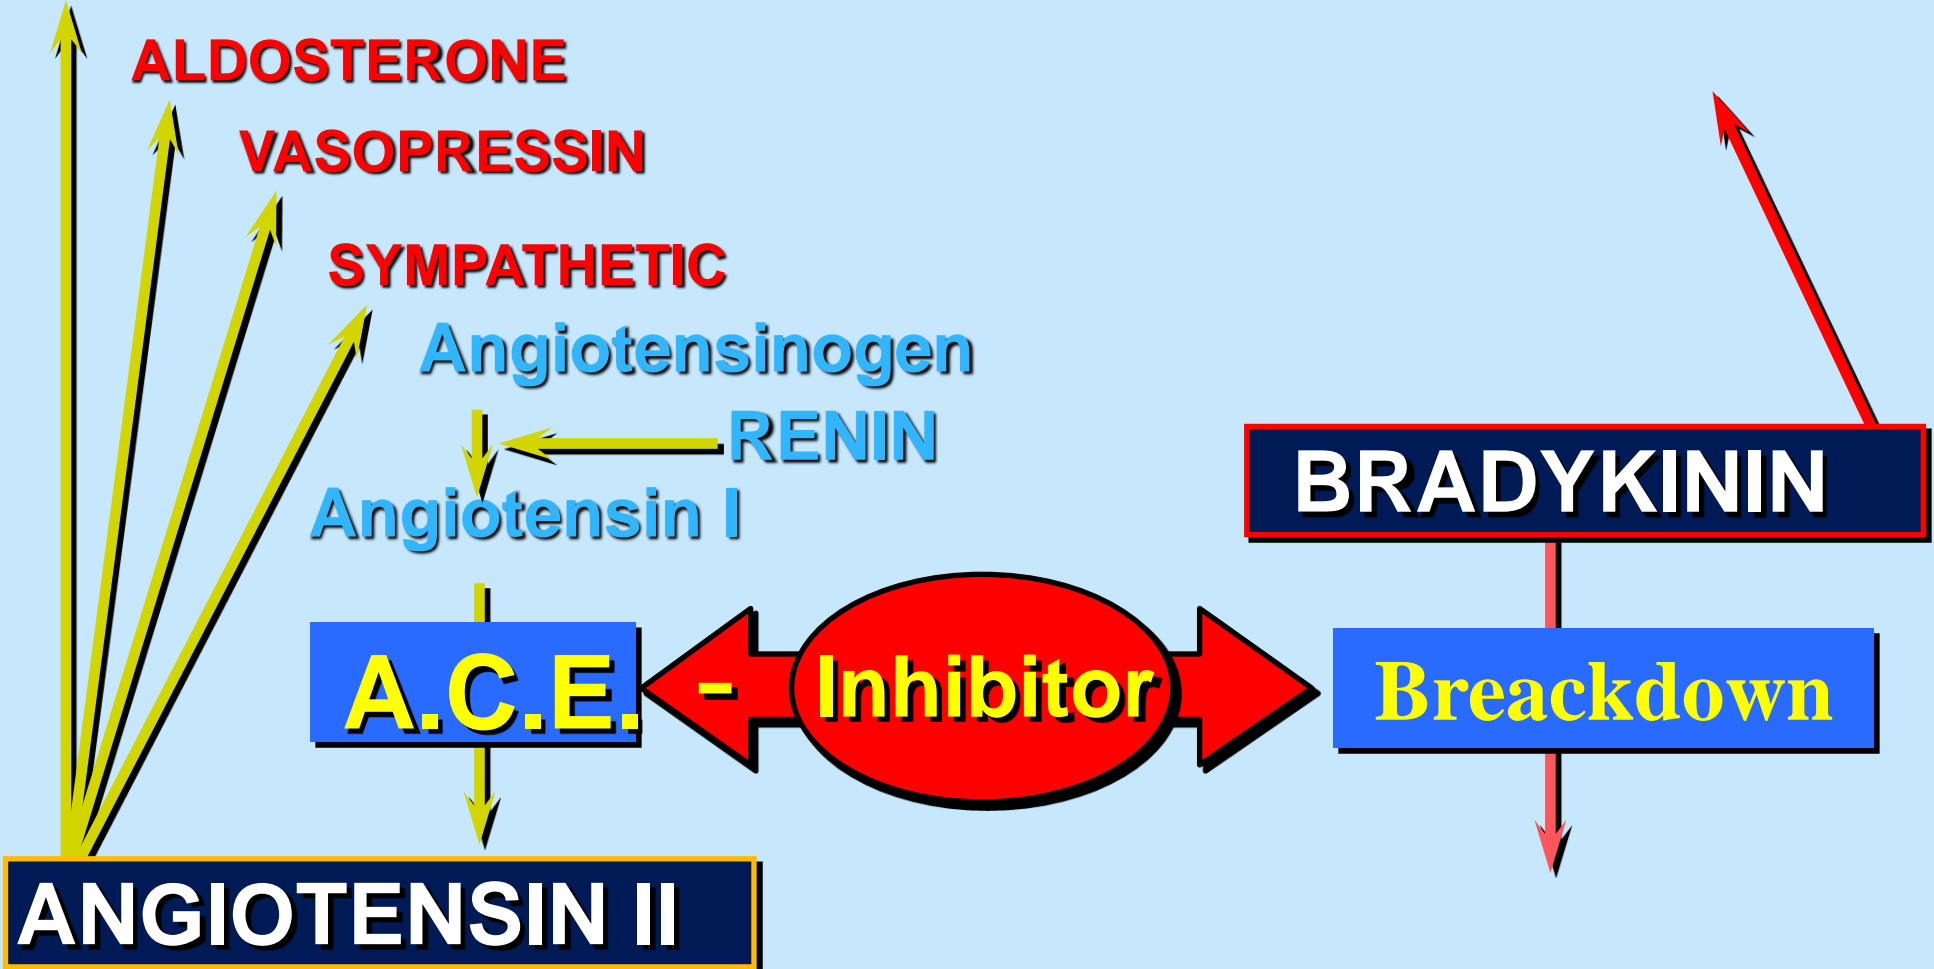 ALDOSTERONE
VASOPRESSIN
SYMPATHETIC
Angiotensinogen
RENIN
Angiotensin I
BRADYKININ
A.C.E. - Inhibitor
Breackdown
ANGIOTENSIN II